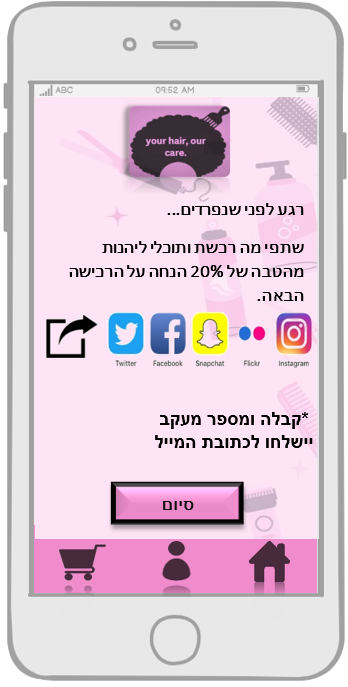 ABC 09:52 AM
your hair, our
care.
רגע לפני שנפרדים...
שתפי מה רכשת ותוכלי ליהנות
מהטבה של 20% הנחה על הרכישה
הבאה.
Twitter Facebook Snapchat Flickr Instagram
*קבלה ומספר מעקב
יישלחו לכתובת המייל
סיום